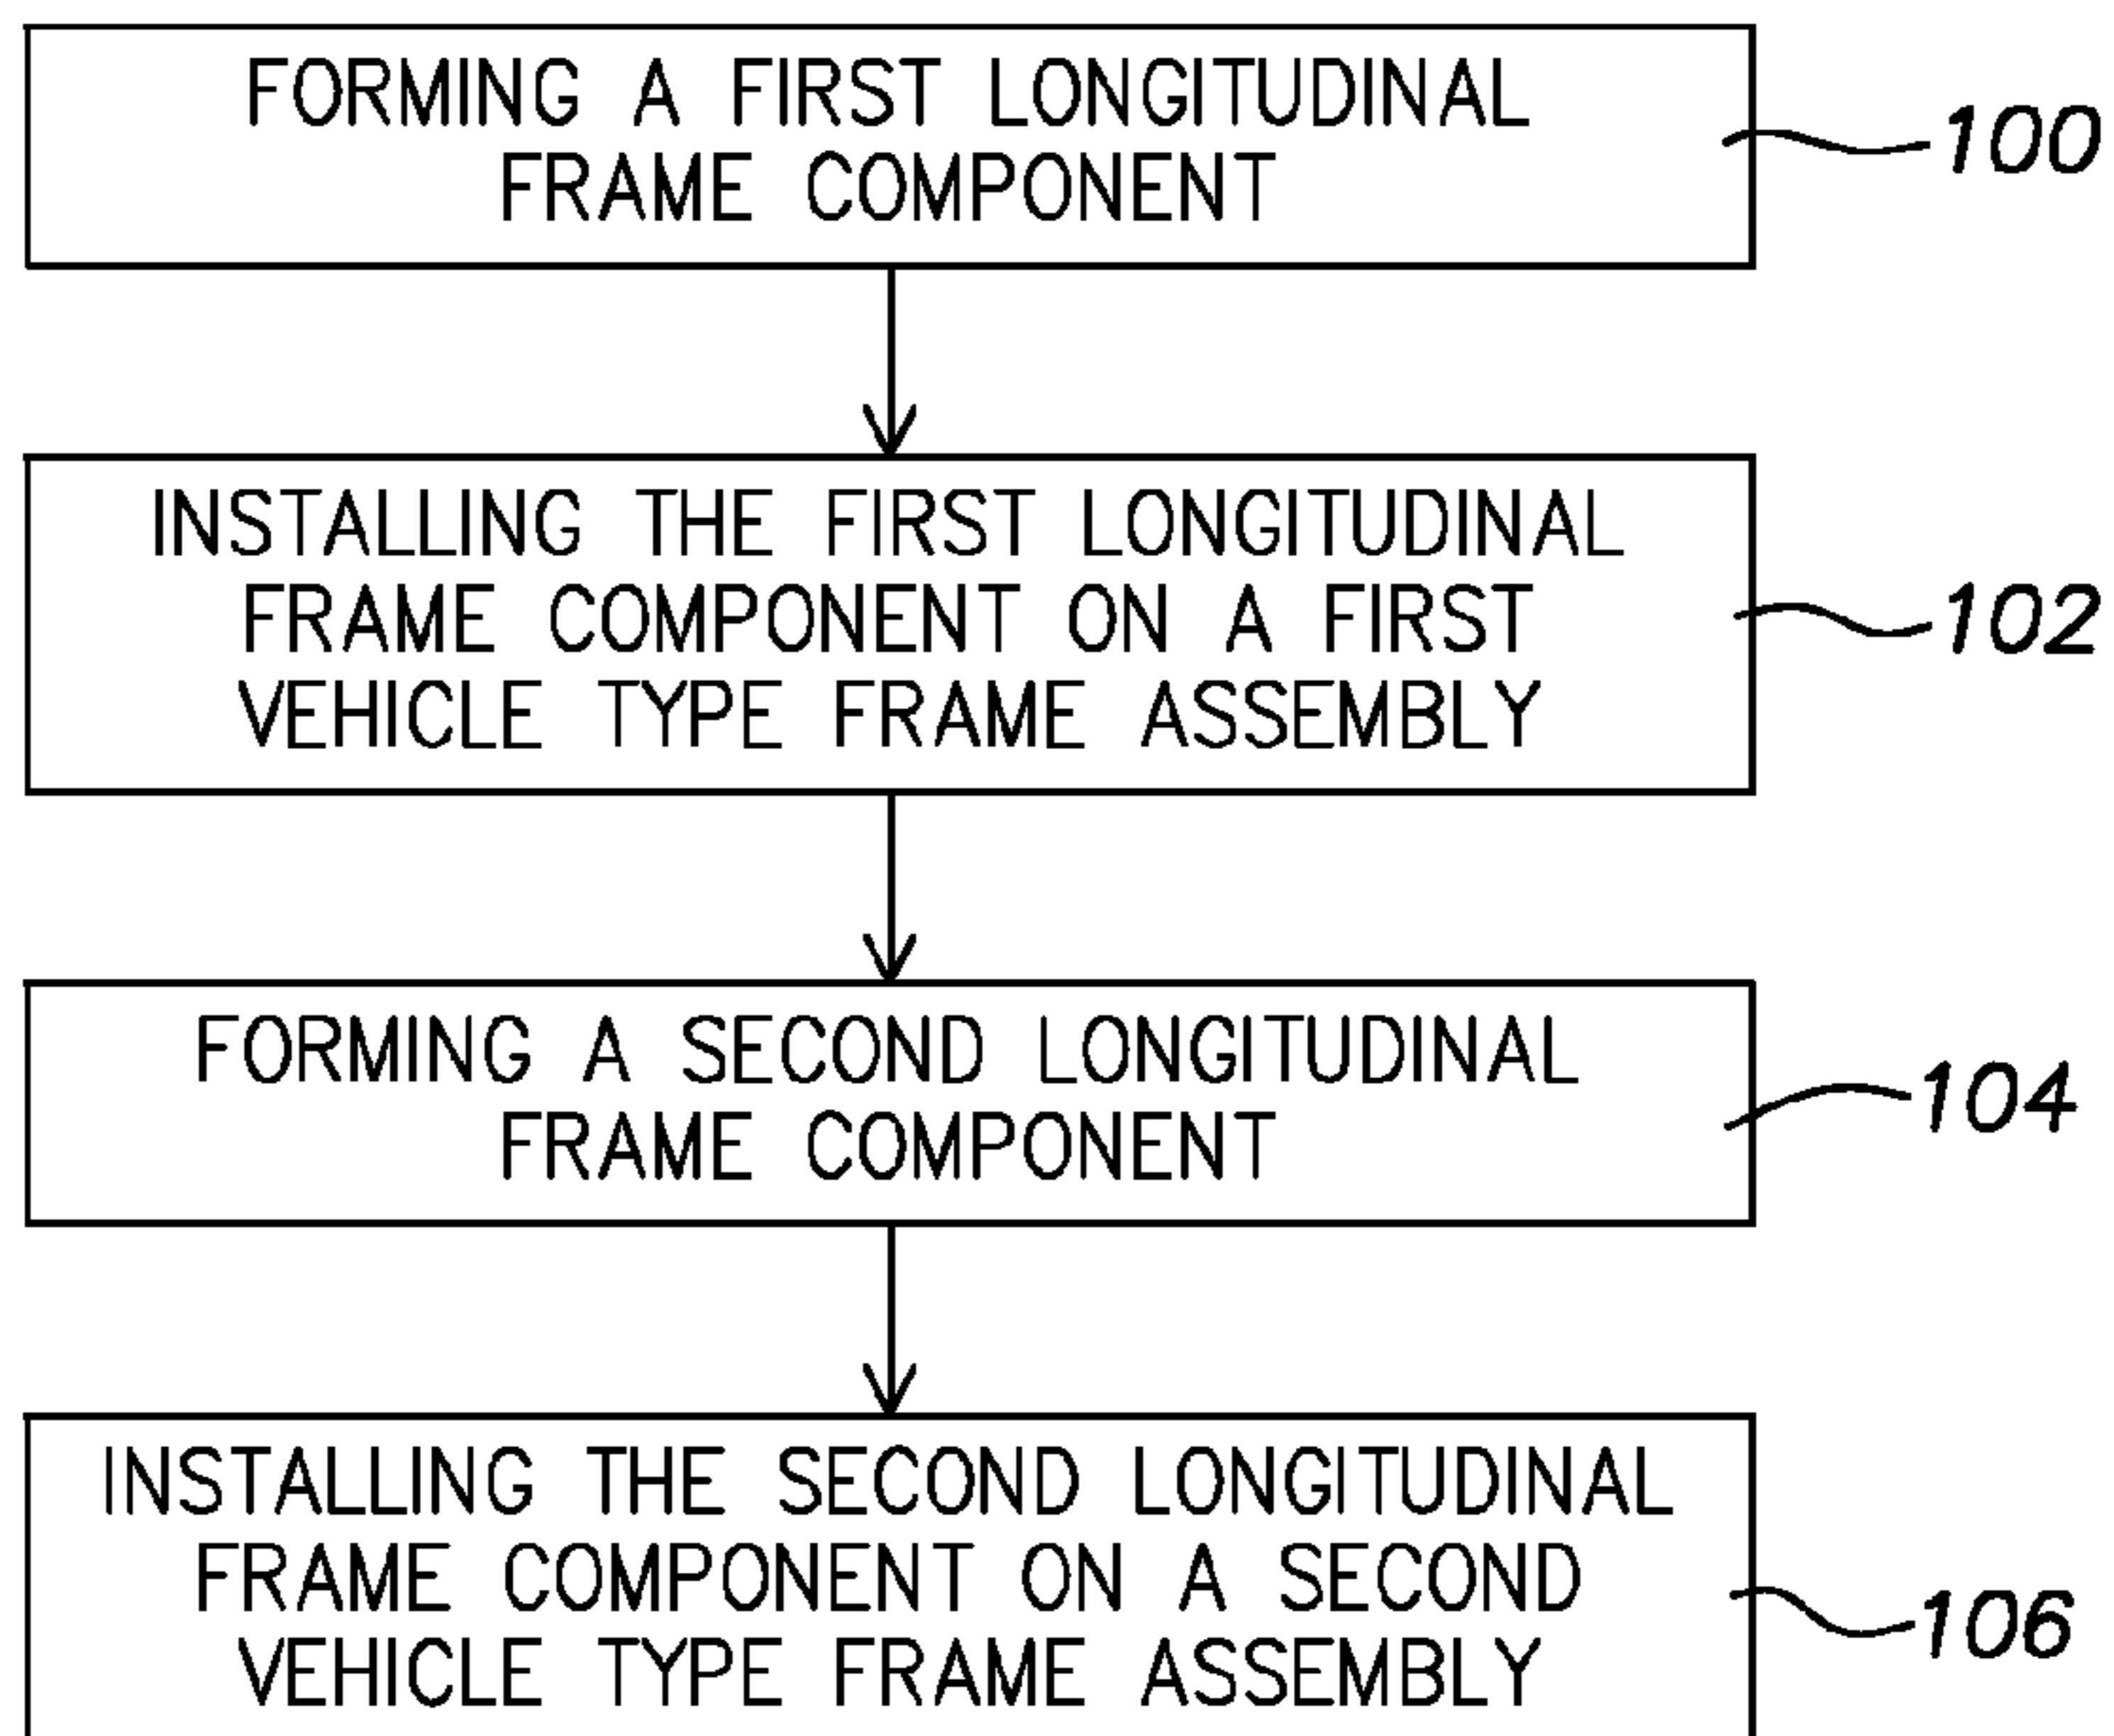 FORMING A FIRST LONGITUDINAL
FRAME COMPONENT
100
INSTALLING THE FIRST LONGITUDINAL
FRAME COMPONENT ON A FIRST
VEHICLE TYPE FRAME ASSEMBLY
102
FORMING A SECOND LONGITUDINAL
FRAME COMPONENT
104
INSTALLING THE SECOND LONGITUDINAL
FRAME COMPONENT ON A SECOND
VEHICLE TYPE FRAME ASSEMBLY
106